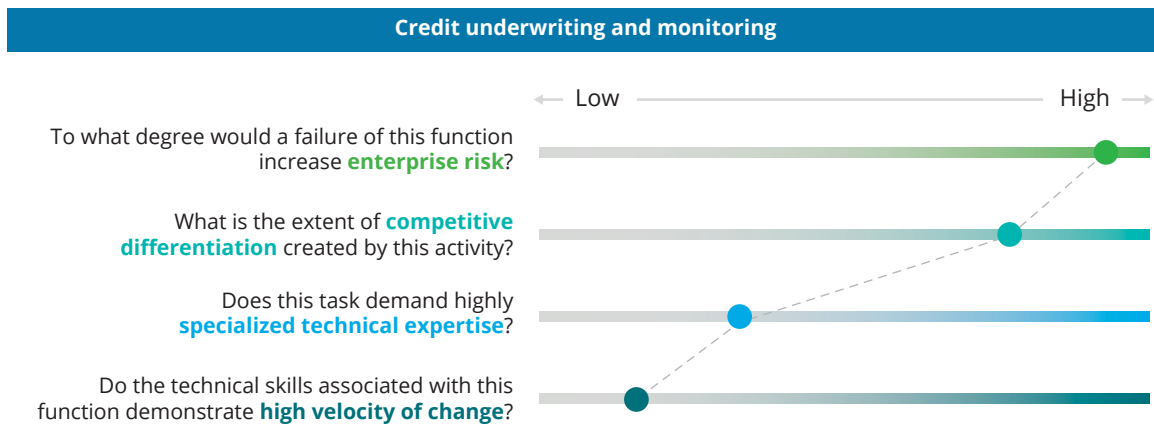 Credit underwriting and monitoring
Low High
To what degree would a failure of this function
increase enterprise risk?
What is the extent of competitive
differentiation created by this activity?
Does this task demand highly
specialized technical expertise?
Do the technical skills associated with this
function demonstrate high velocity of change?